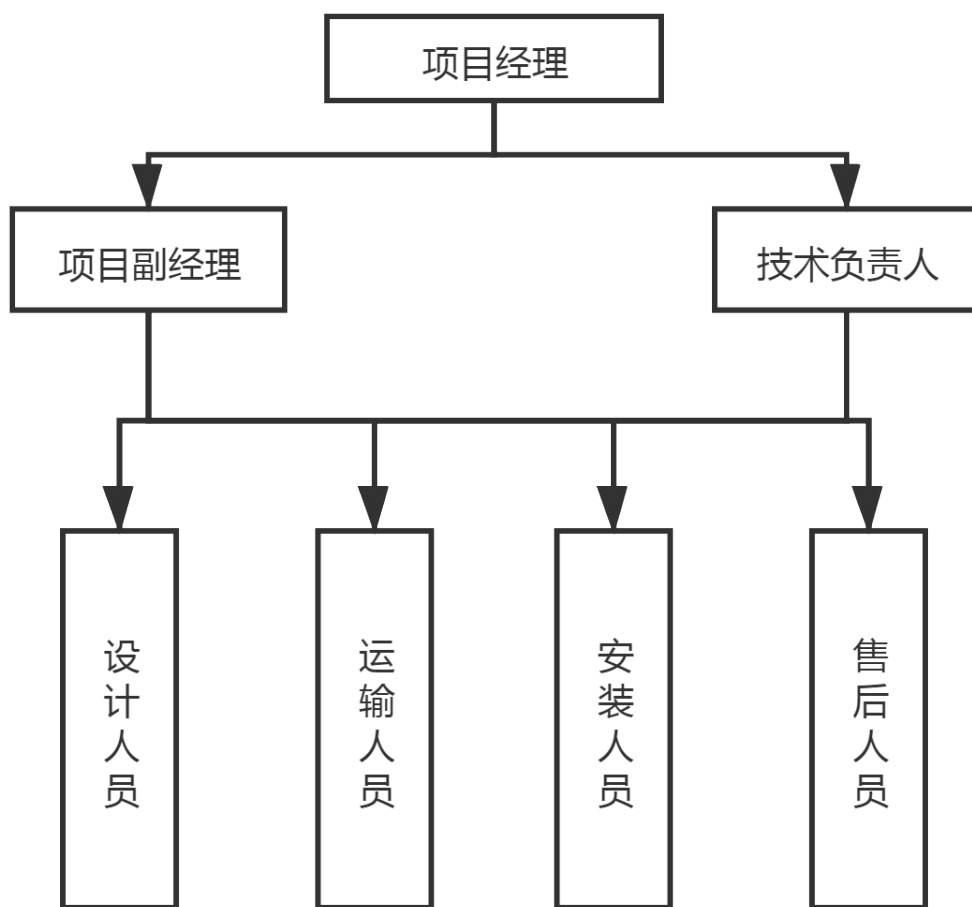 项目经理
项目副经理
技术负责人
设计人员
运输人员
安装人员
售后人员